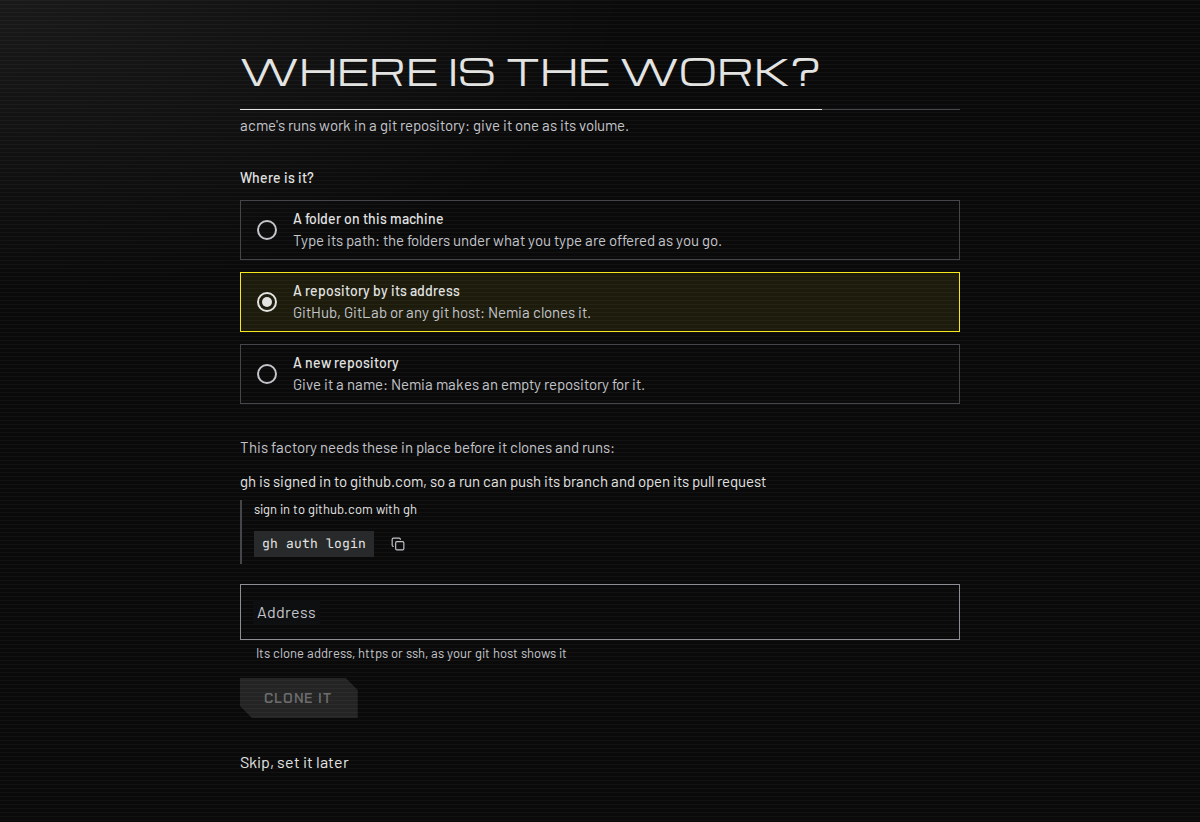 WHERE IS THE WORK?
acme's runs work in a git repository: give it one as its volume.
Where is it?
A folder on this machine
Type its path: the folders under what you type are offered as you go.
A repository by its address
GitHub, GitLab or any git host: Nemia clones it.
A new repository
Give it a name: Nemia makes an empty repository for it.
This factory needs these in place before it clones and runs:
gh is signed in to github.com, so a run can push its branch and open its pull request
sign in to github.com with gh
gh auth login
Address
Its clone address, https or ssh, as your git host shows it
CLONE IT
Skip, set it later